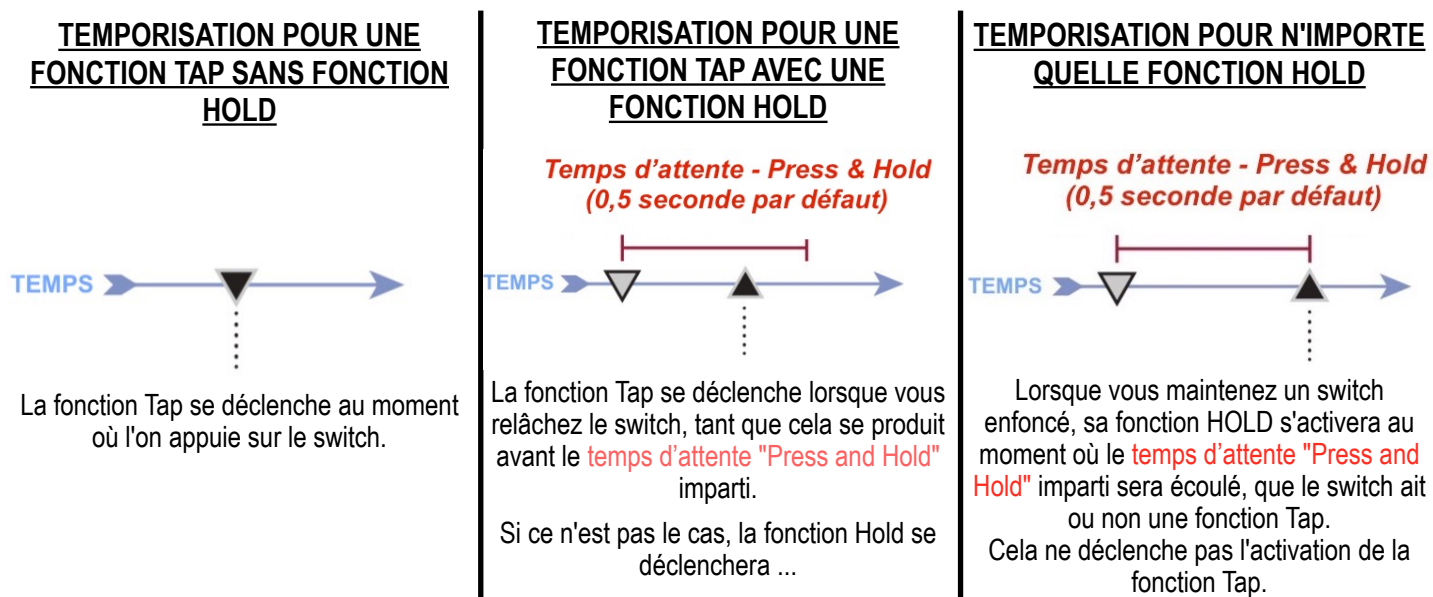 TEMPORISATION POUR UNE
FONCTION TAP SANS FONCTION
HOLD
TEMPS
La fonction Tap se déclenche au moment
où l'on appuie sur le switch.
TEMPORISATION POUR UNE
FONCTION TAP AVEC UNE
FONCTION HOLD
Temps d’attente - Press & Hold
(0,5 seconde par défaut)
TEMPS
La fonction Tap se déclenche lorsque vous
relâchez le switch, tant que cela se produit
avant le temps d’attente "Press and Hold"
imparti.
Si ce n'est pas le cas, la fonction Hold se
déclenchera ...
TEMPORISATION POUR N'IMPORTE
QUELLE FONCTION HOLD
Temps d’attente - Press & Hold
(0,5 seconde par défaut)
TEMPS
Lorsque vous maintenez un switch
enfoncé, sa fonction HOLD s'activera au
moment où le temps d’attente "Press and
Hold" imparti sera écoulé, que le switch ait
ou non une fonction Tap.
Cela ne déclenche pas l'activation de la
fonction Tap.